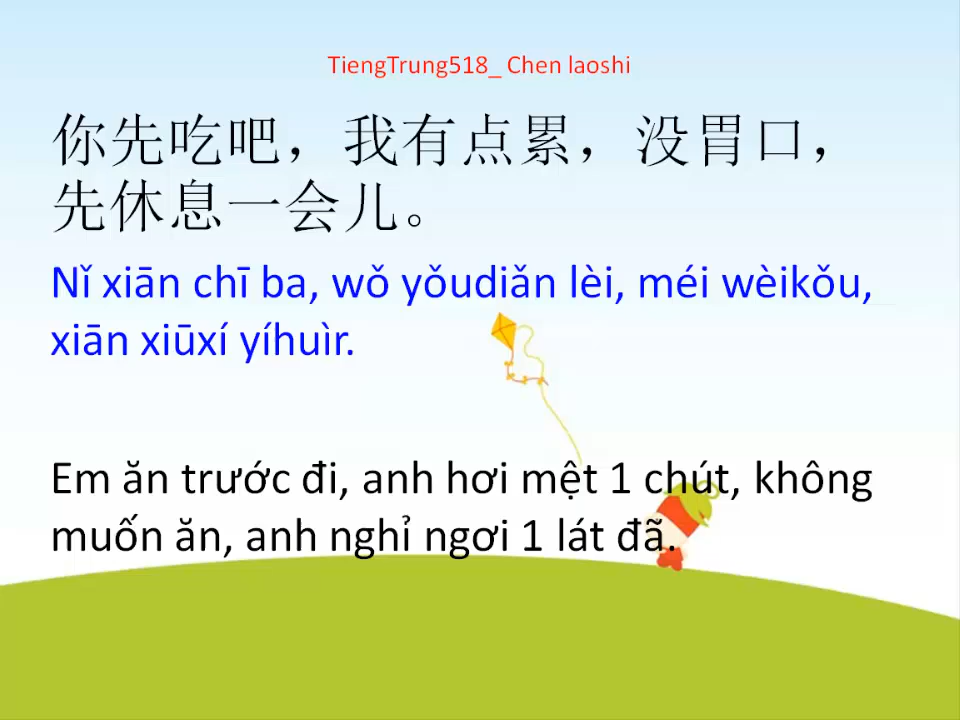 TiengTrung518_ Chen laoshi
你先吃吧，我有点累，没胃口，
先休息一会儿。
Nǐ xiān chī ba, wǒ yǒudiǎn lèi, méi wèikǒu,
xiān xiūxí yíhuìr.
Em ăn trước đi, anh hơi mệt 1 chút, không
muốn ăn, anh nghỉ ngơi 1 lát đã.